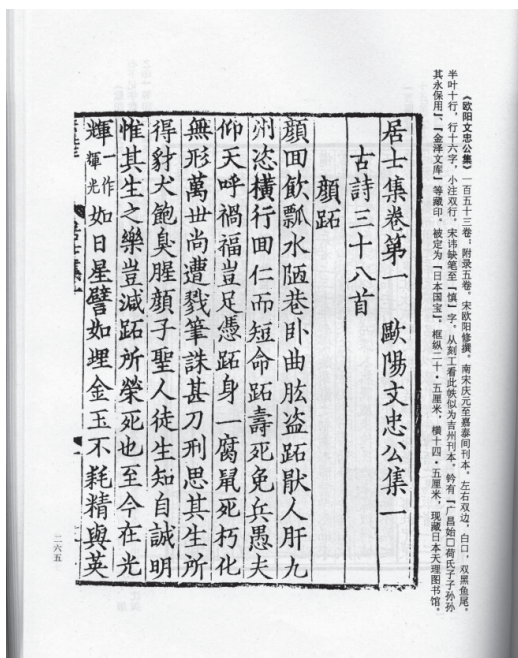 《欧阳文忠公集》一百五十三卷，附录五卷。宋欧阳修撰。南宋庆元至嘉泰间刊本，左右双边，白口，双黑鱼尾，
半叶十行，行十六字，小注双行，宋讳缺笔至『慎』字。从刻工看此帙似为吉州刊本，钤有『广昌始□荷氏子子孙孙
其永保用』、『金泽文库』等藏印。被定为『日本国宝』。框纵二十·五厘米，横十四·五厘米，现藏日本天理图书馆。
居士集卷第一　歐陽文忠公集一
古詩三十八首
顏跖
顏回飲瓢水陋巷卧曲肱盗跖猒人肝九
州恣橫行回仁而短命跖壽死免兵愚夫
仰天呼禍福豈足憑跖身一腐鼠死朽化
無形萬世尚遭戮筆誅甚刀刑思其生所
得豺犬飽臭腥顏子聖人徒生知自誠明
惟其生之樂豈減跖所榮死也至今在光
輝一作輝光如日星譬如埋金玉不耗精與英
二六五